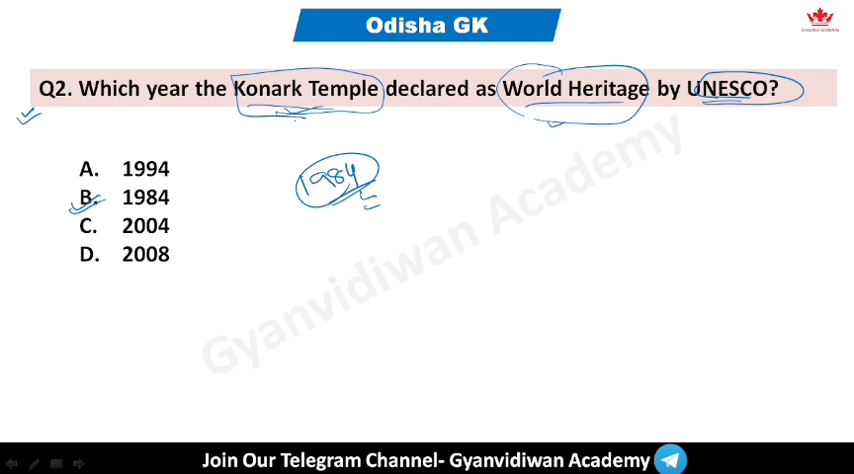 Odisha GK
GYANVIDIWAN
Q2. Which year the Konark Temple declared as World Heritage by UNESCO?
A. 1994
1984
B. 1984
C. 2004
D. 2008
Gyanvidiwan Academy
Join Our Telegram Channel- Gyanvidiwan Academy